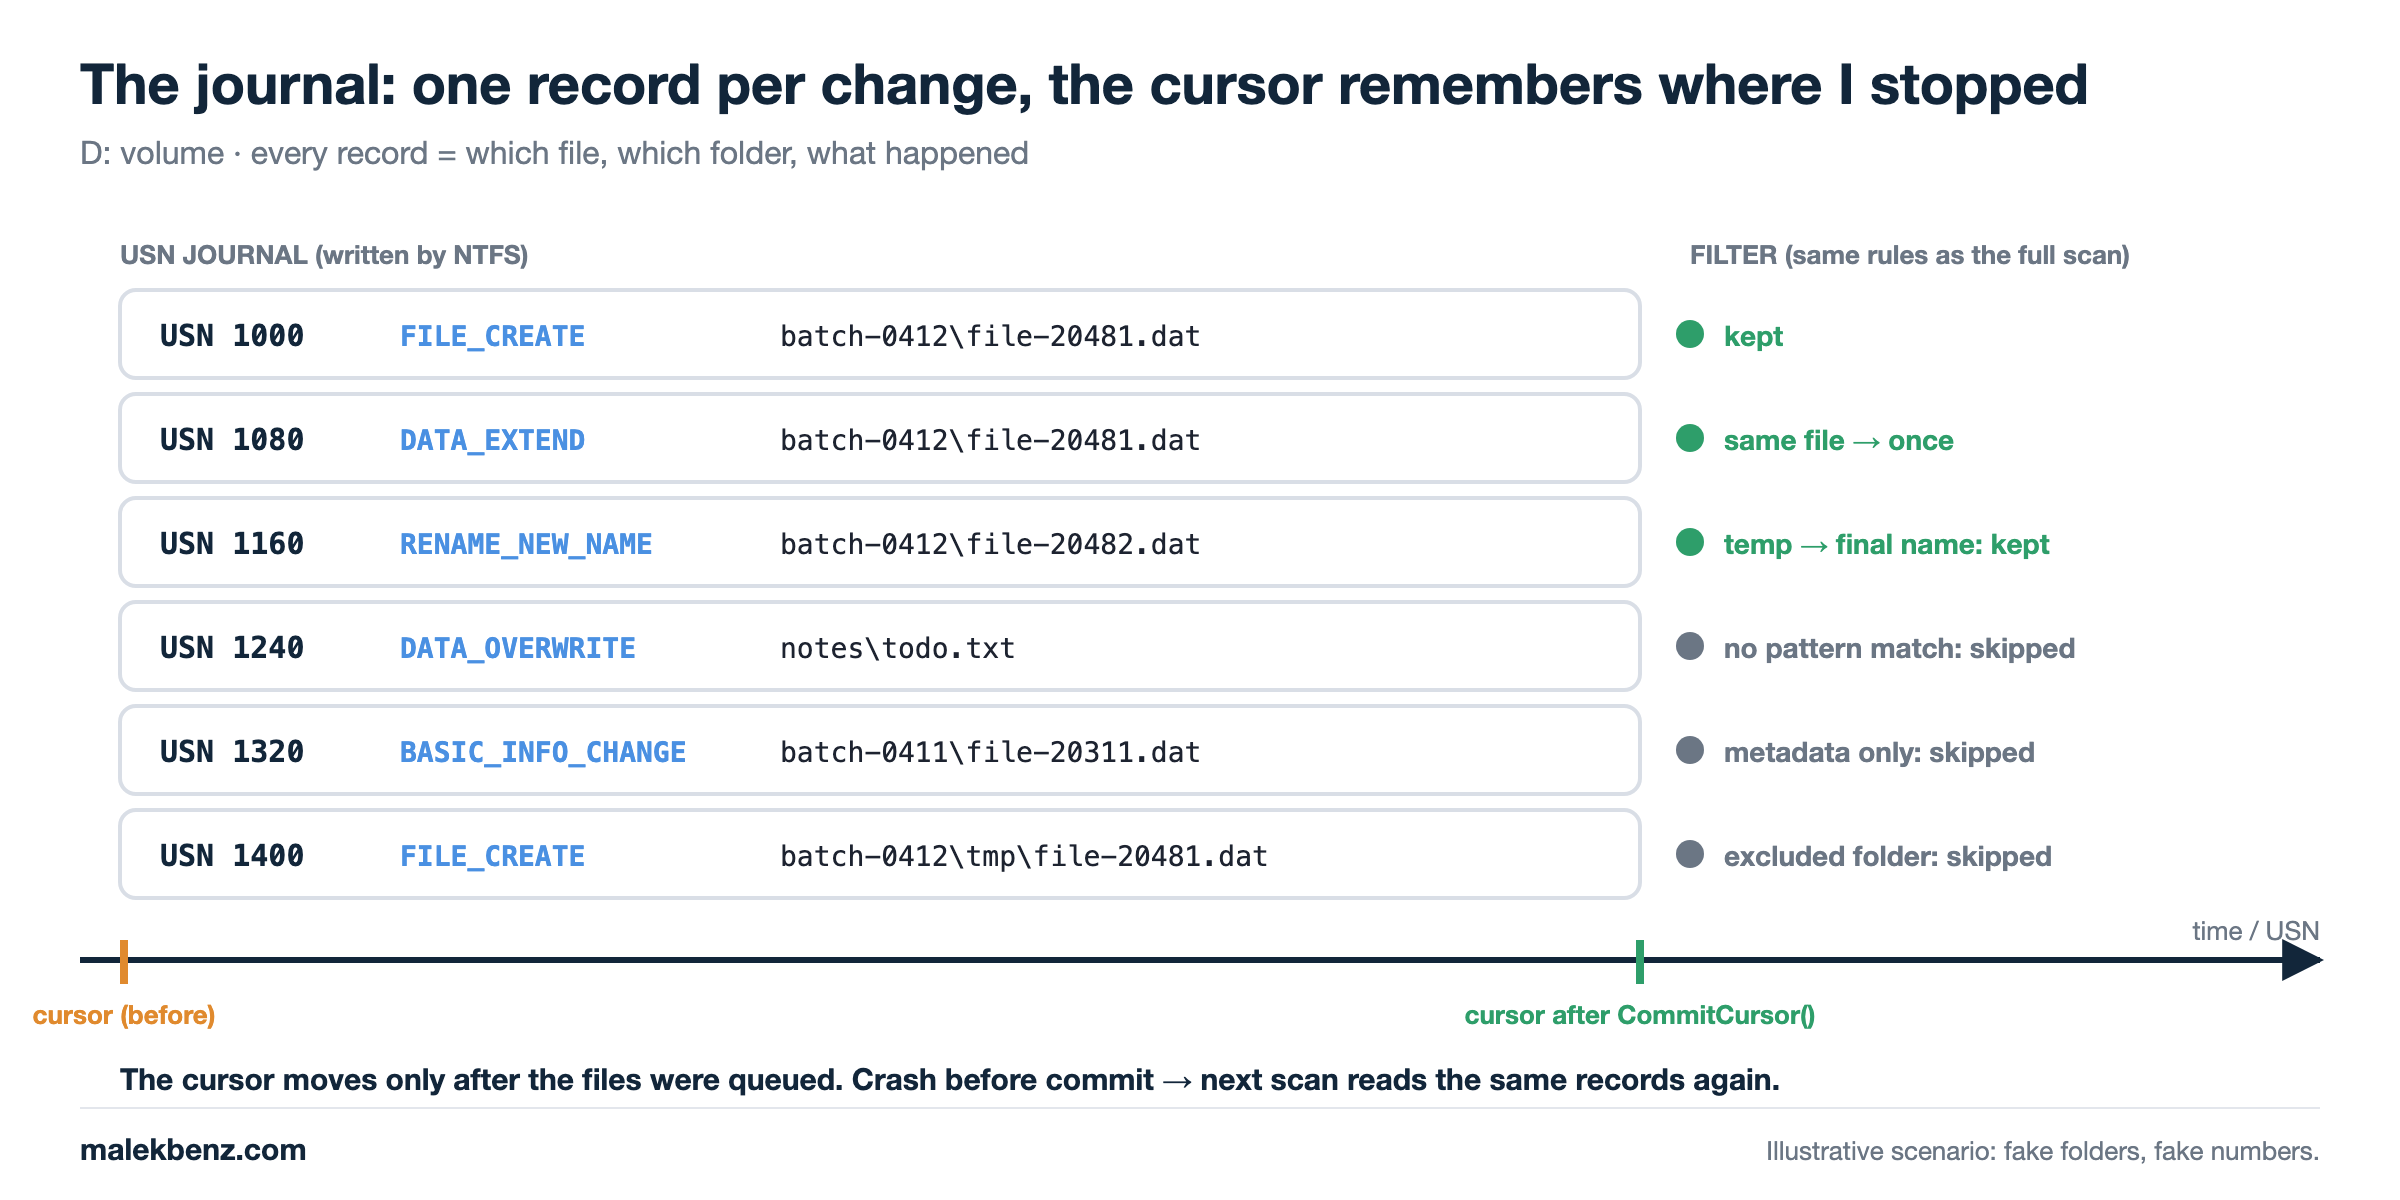 The journal: one record per change, the cursor remembers where I stopped
D: volume · every record = which file, which folder, what happened
USN JOURNAL (written by NTFS)
FILTER (same rules as the full scan)
USN 1000 FILE_CREATE batch-0412\file-20481.dat kept
USN 1080 DATA_EXTEND batch-0412\file-20481.dat same file → once
USN 1160 RENAME_NEW_NAME batch-0412\file-20482.dat temp → final name: kept
USN 1240 DATA_OVERWRITE notes\todo.txt no pattern match: skipped
USN 1320 BASIC_INFO_CHANGE batch-0411\file-20311.dat metadata only: skipped
USN 1400 FILE_CREATE batch-0412\tmp\file-20481.dat excluded folder: skipped
time / USN
cursor (before)
cursor after CommitCursor()
The cursor moves only after the files were queued. Crash before commit → next scan reads the same records again.
malekbenz.com
Illustrative scenario: fake folders, fake numbers.